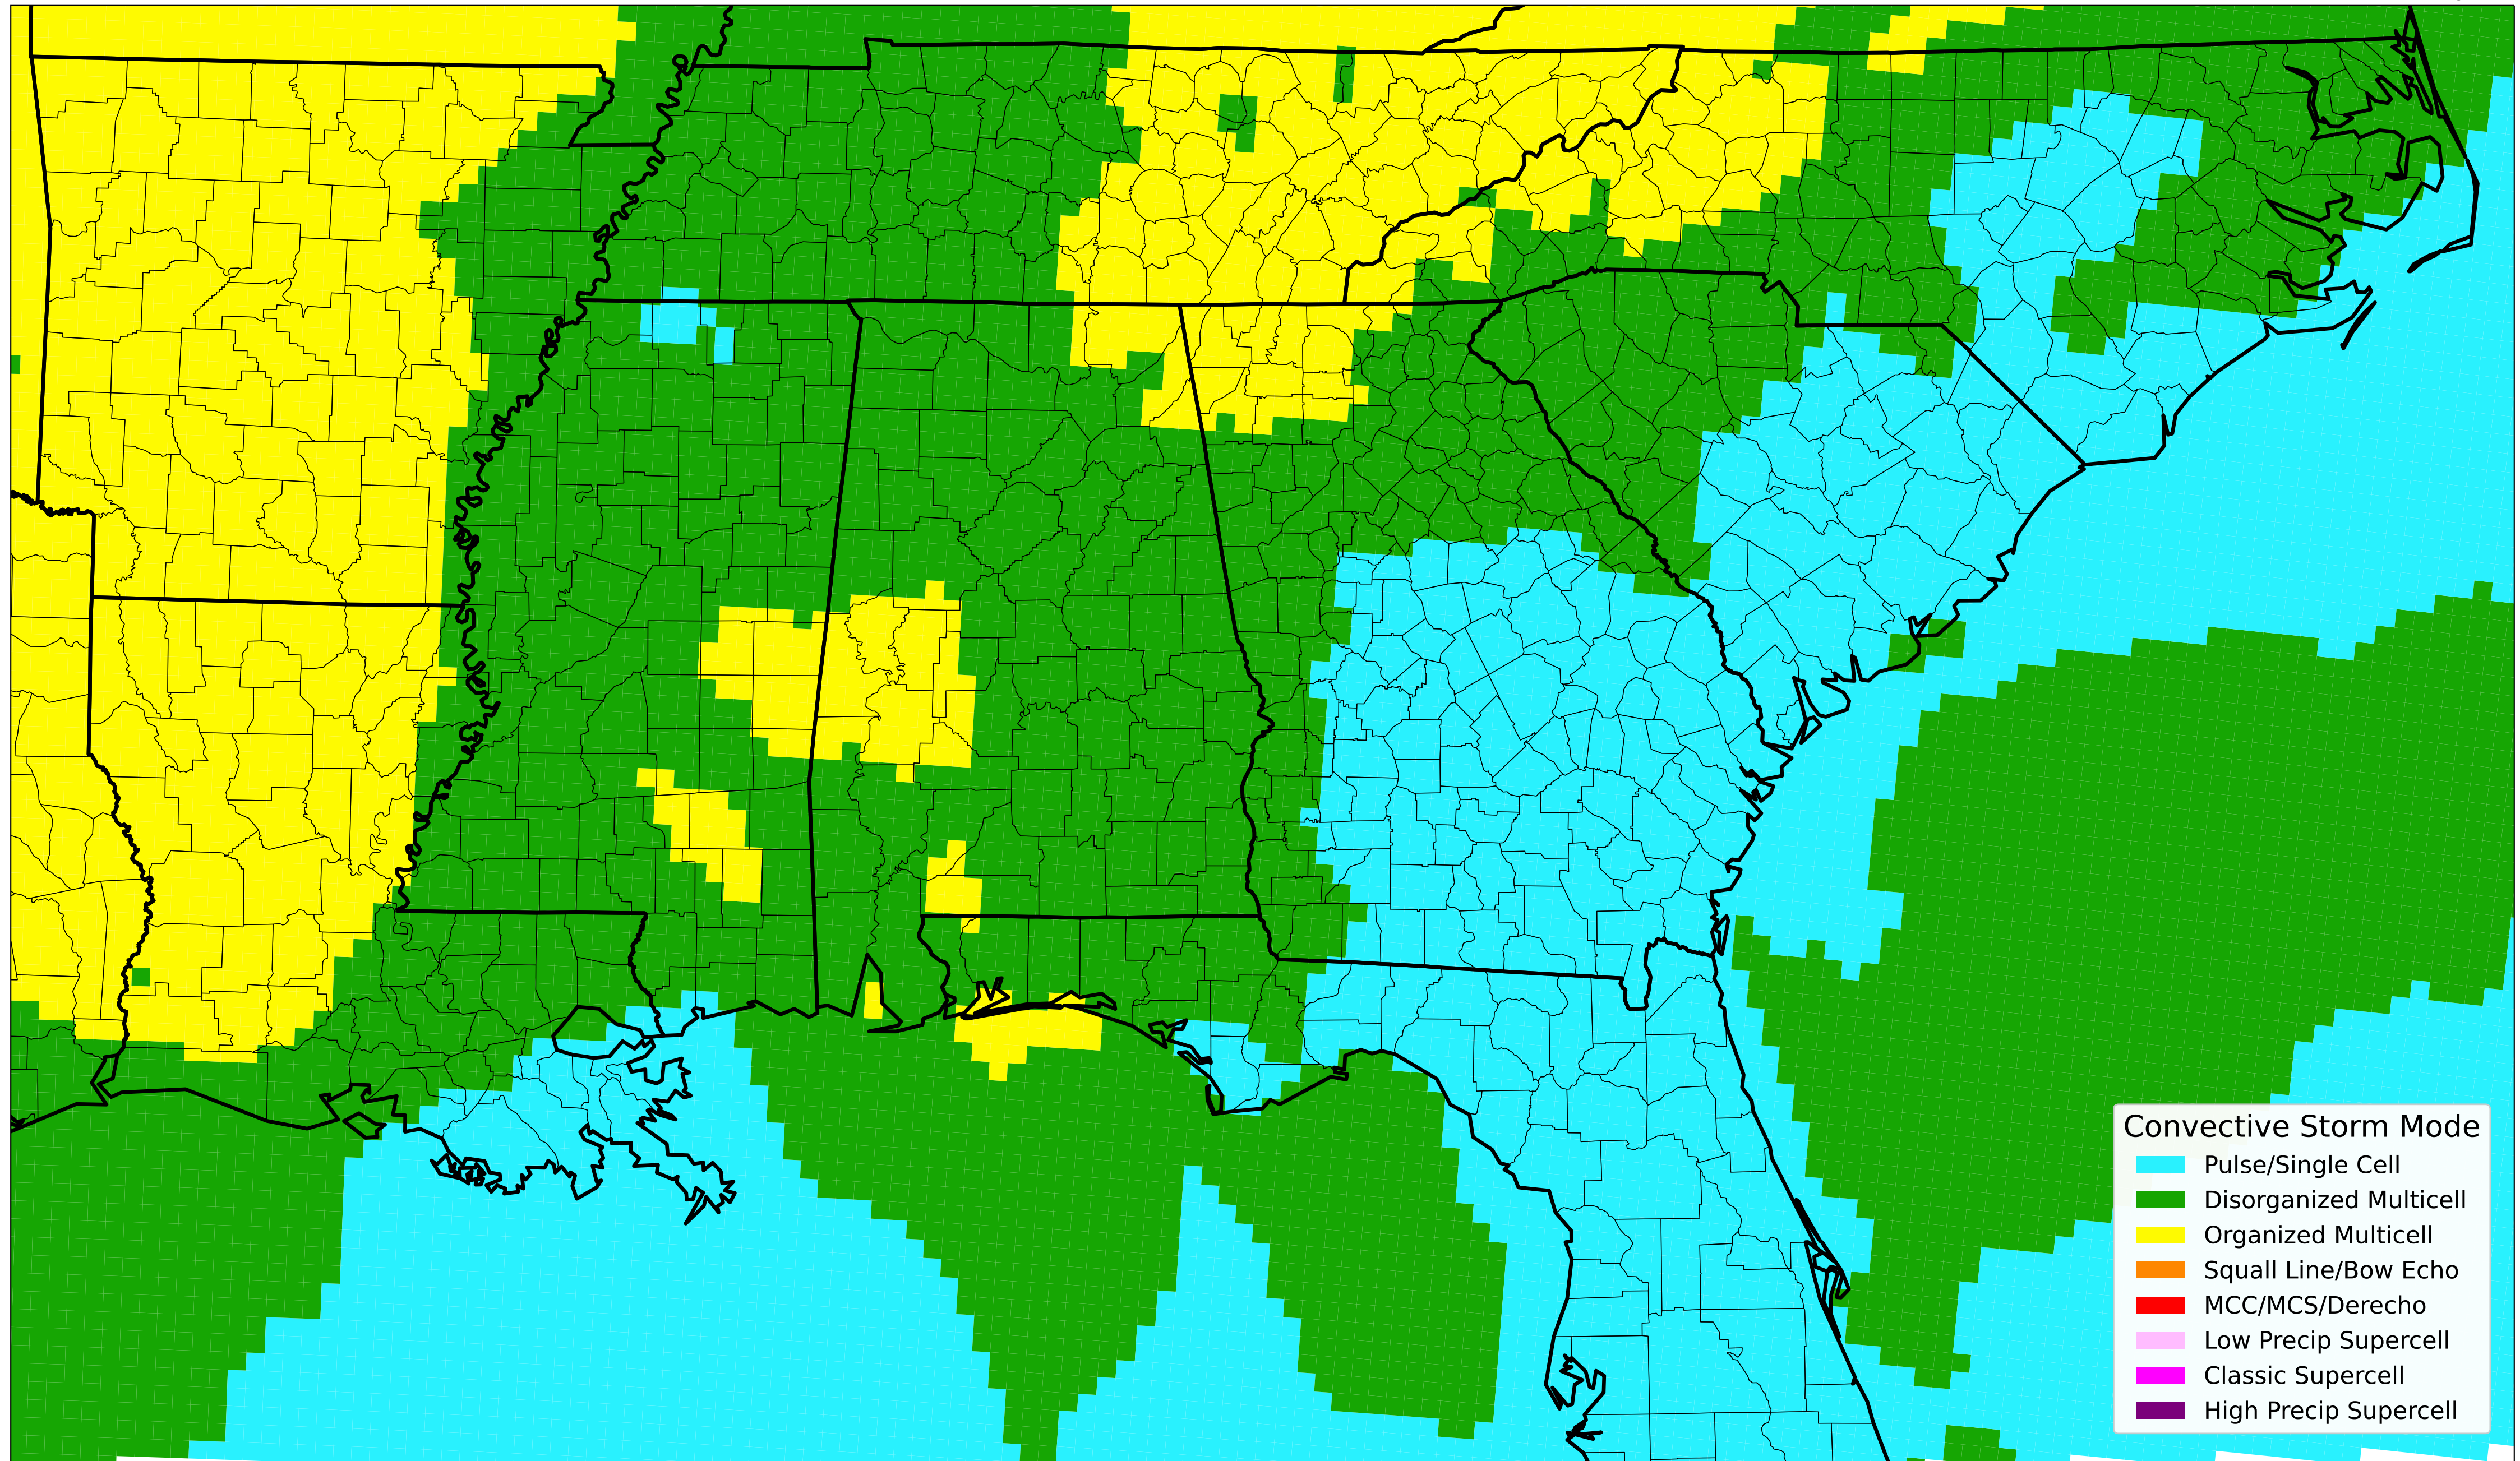 Convective Storm Mode
Pulse/Single Cell
Disorganized Multicell
Organized Multicell
Squall Line/Bow Echo
MCC/MCS/Derecho
Low Precip Supercell
Classic Supercell
High Precip Supercell